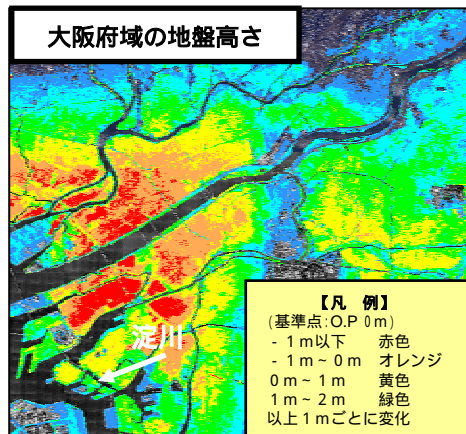 大阪府域の地盤高さ
淀川
【凡 例】
(基準点:O.P 0m)
- 1m以下 赤色
- 1m~0m オレンジ
0m~1m 黄色
1m~2m 緑色
以上1mごとに変化